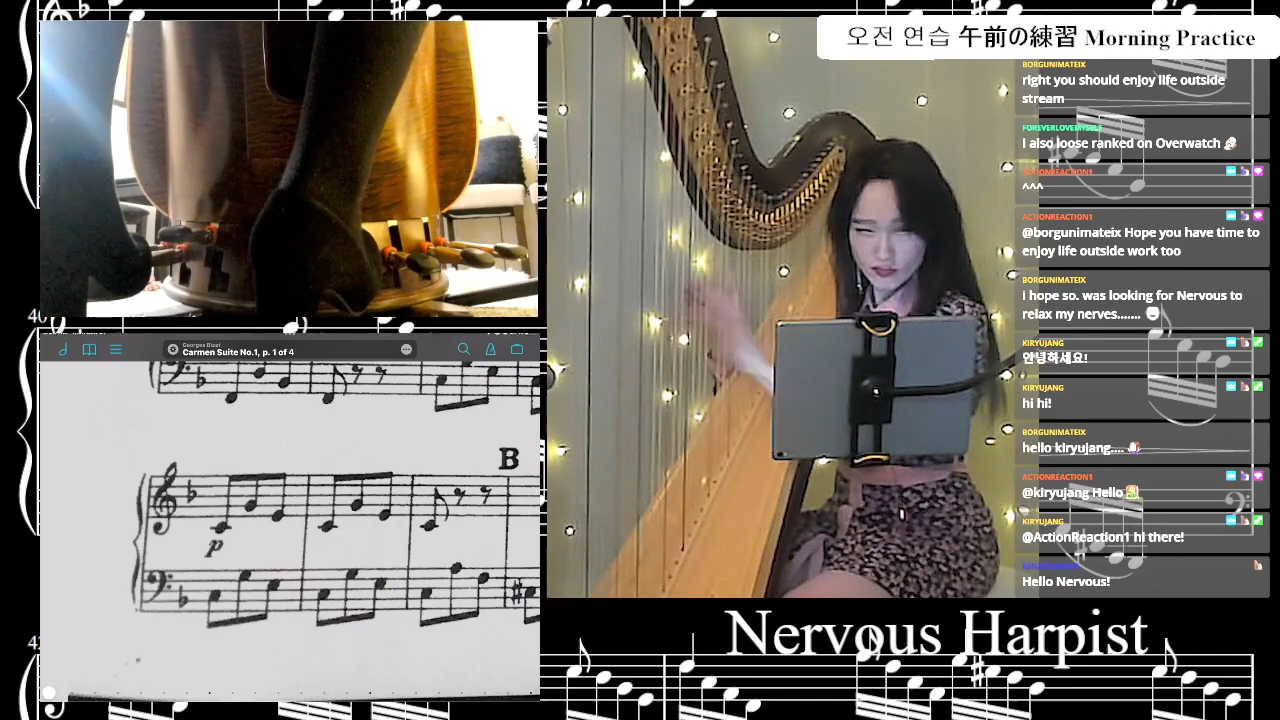 오전 연습 午前の練習 Morning Practice
BORGUNIMATEIX
right you should enjoy life outside
stream
FOREVERLOVEMYSELF
I also loose ranked on Overwatch
ACTIONREACTION1
^^^
ACTIONREACTION1
@borgunimateix Hope you have time to
enjoy life outside work too
BORGUNIMATEIX
I hope so. was looking for Nervous to
relax my nerves.......
KIRYUJANG
안녕하세요!
KIRYUJANG
hi hi!
BORGUNIMATEIX
hello kiryujang....
ACTIONREACTION1
@kiryujang Hello
KIRYUJANG
@ActionReaction1 hi there!
Hello Nervous!
Georges Bizet
Carmen Suite No.1, p. 1 of 4
B
p
Nervous Harpist